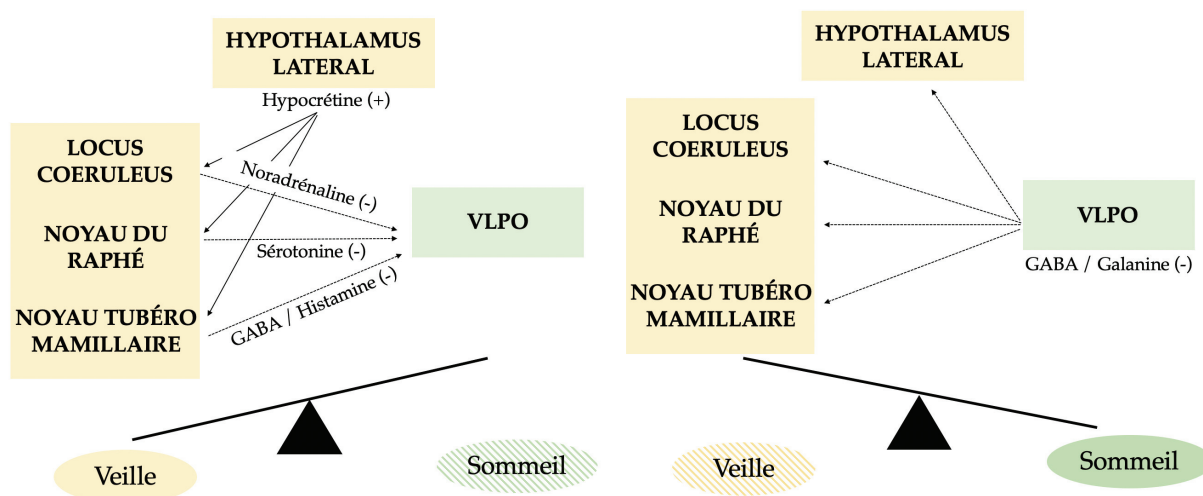 HYPOTHALAMUS
LATERAL
Hypocrétine (+)
LOCUS
COERULEUS
Noradrénaline (-)
NOYAU DU
RAPHÉ
Sérotonine (-)
NOYAU TUBÉRO
MAMILLAIRE
GABA / Histamine (-)
VLPO
Veille
Sommeil
HYPOTHALAMUS
LATERAL
LOCUS
COERULEUS
NOYAU DU
RAPHÉ
NOYAU TUBÉRO
MAMILLAIRE
VLPO
GABA / Galanine (-)
Veille
Sommeil